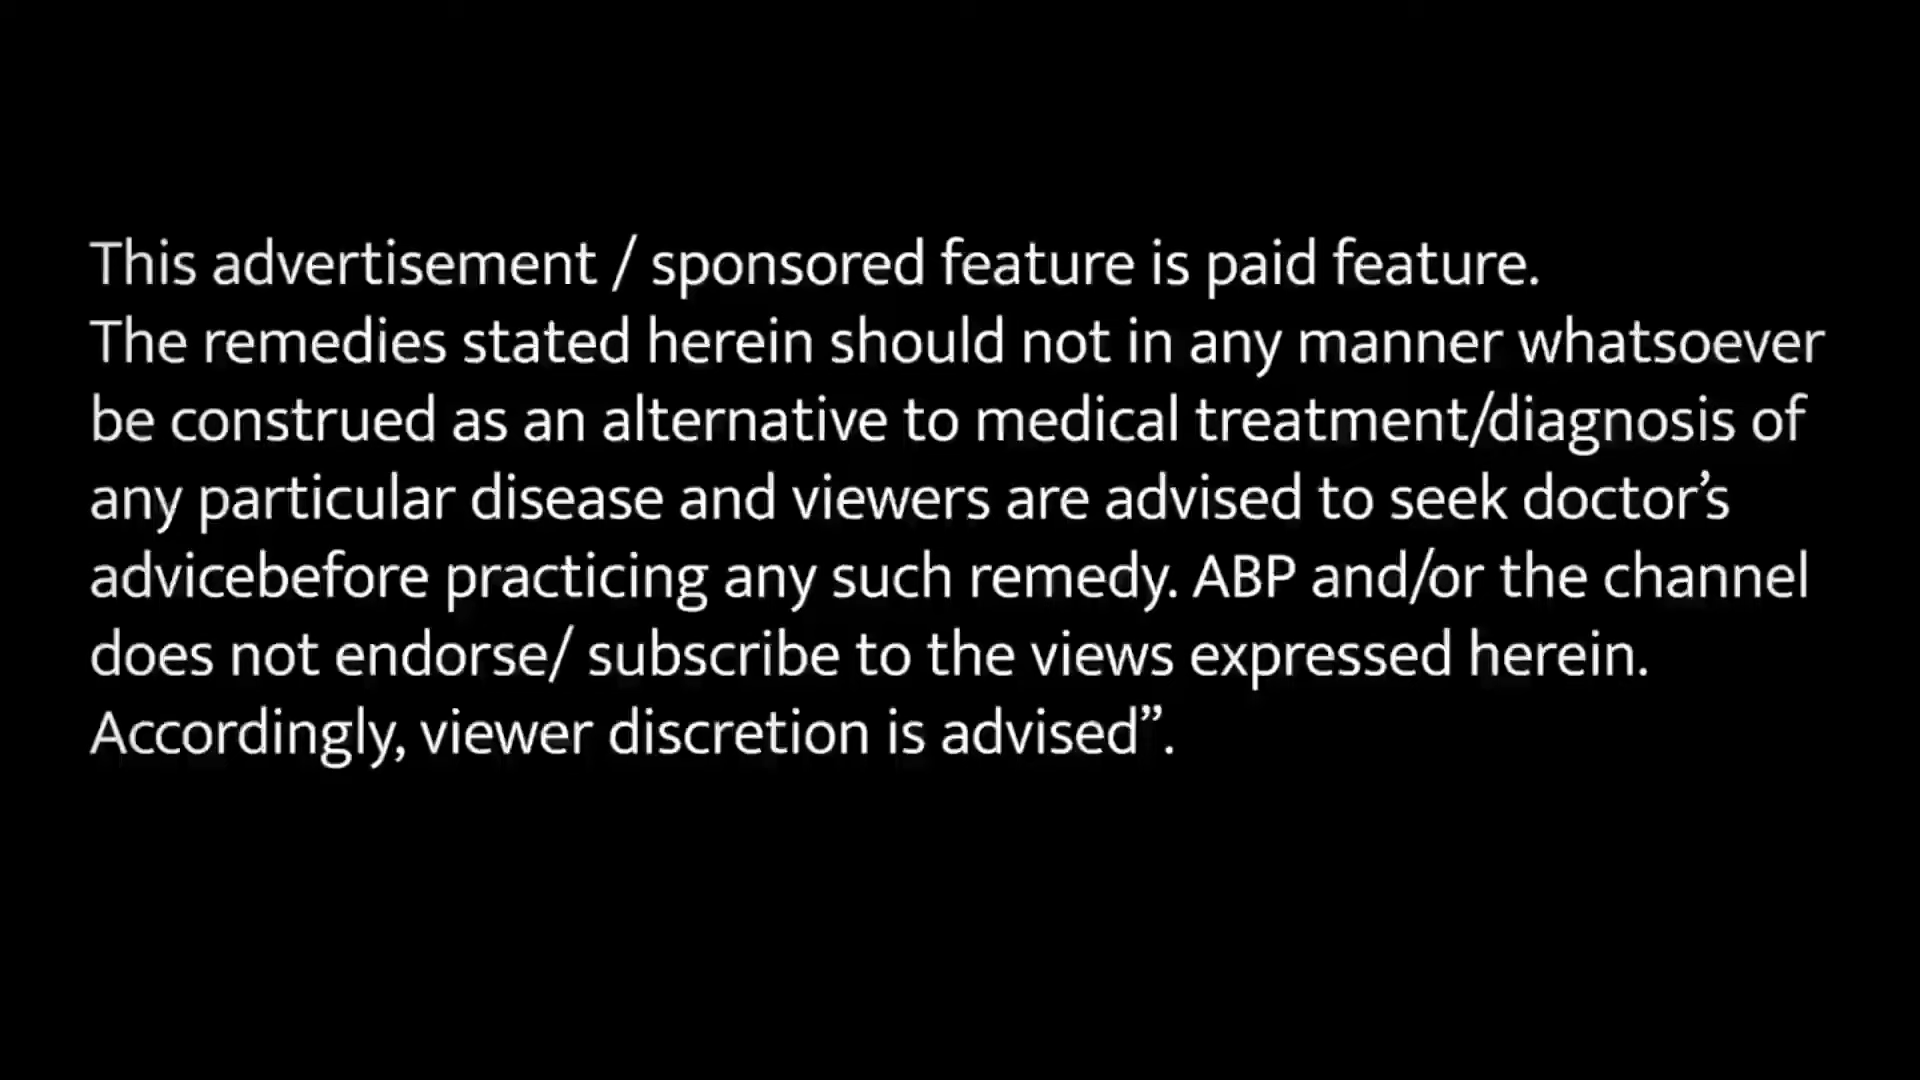 This advertisement / sponsored feature is paid feature.
The remedies stated herein should not in any manner whatsoever
be construed as an alternative to medical treatment/diagnosis of
any particular disease and viewers are advised to seek doctor’s
advicebefore practicing any such remedy. ABP and/or the channel
does not endorse/ subscribe to the views expressed herein.
Accordingly, viewer discretion is advised”.